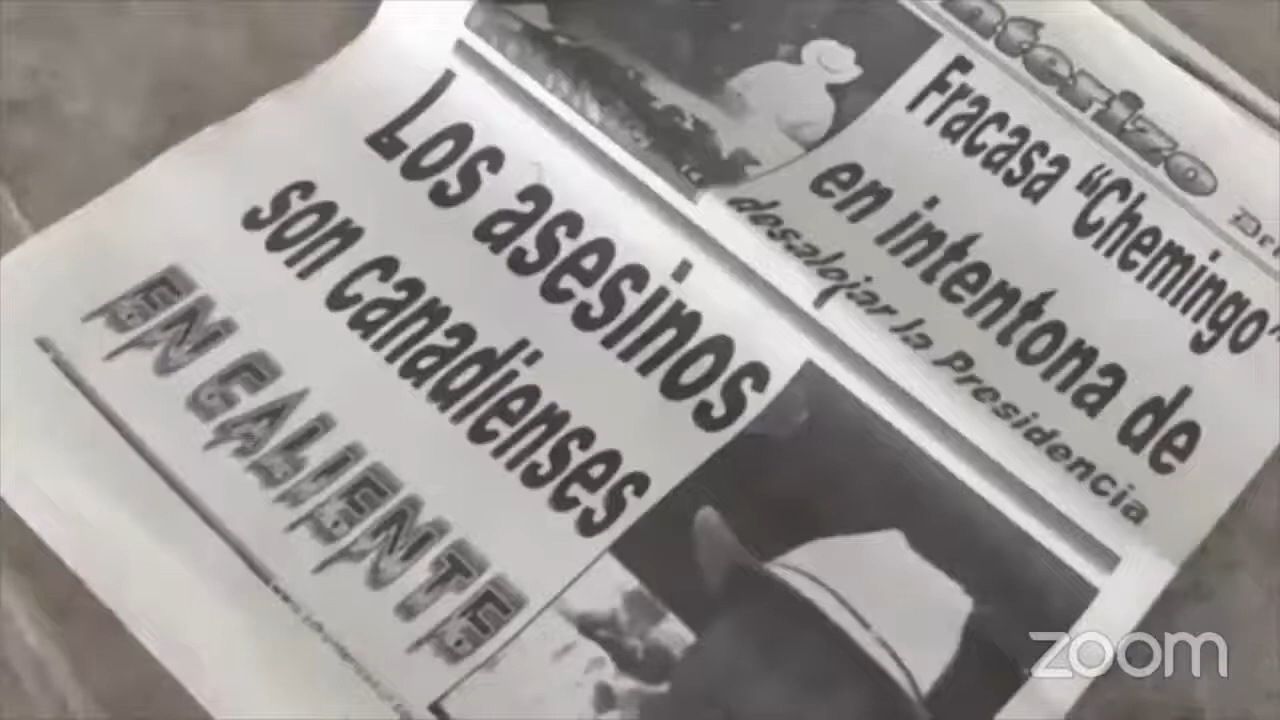 Fracasa “Chemingo”
en intentona de
desalojar la Presidencia
Los asesinos
son canadienses
EN CALIENTE
zoom